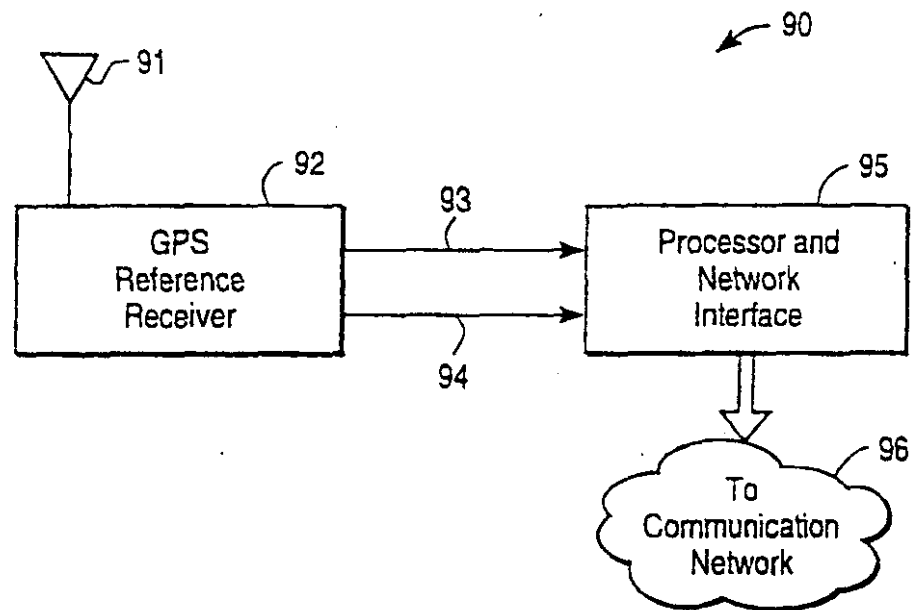 90
91
92
GPS
Reference
Receiver
93
94
95
Processor and
Network
Interface
96
To
Communication
Network